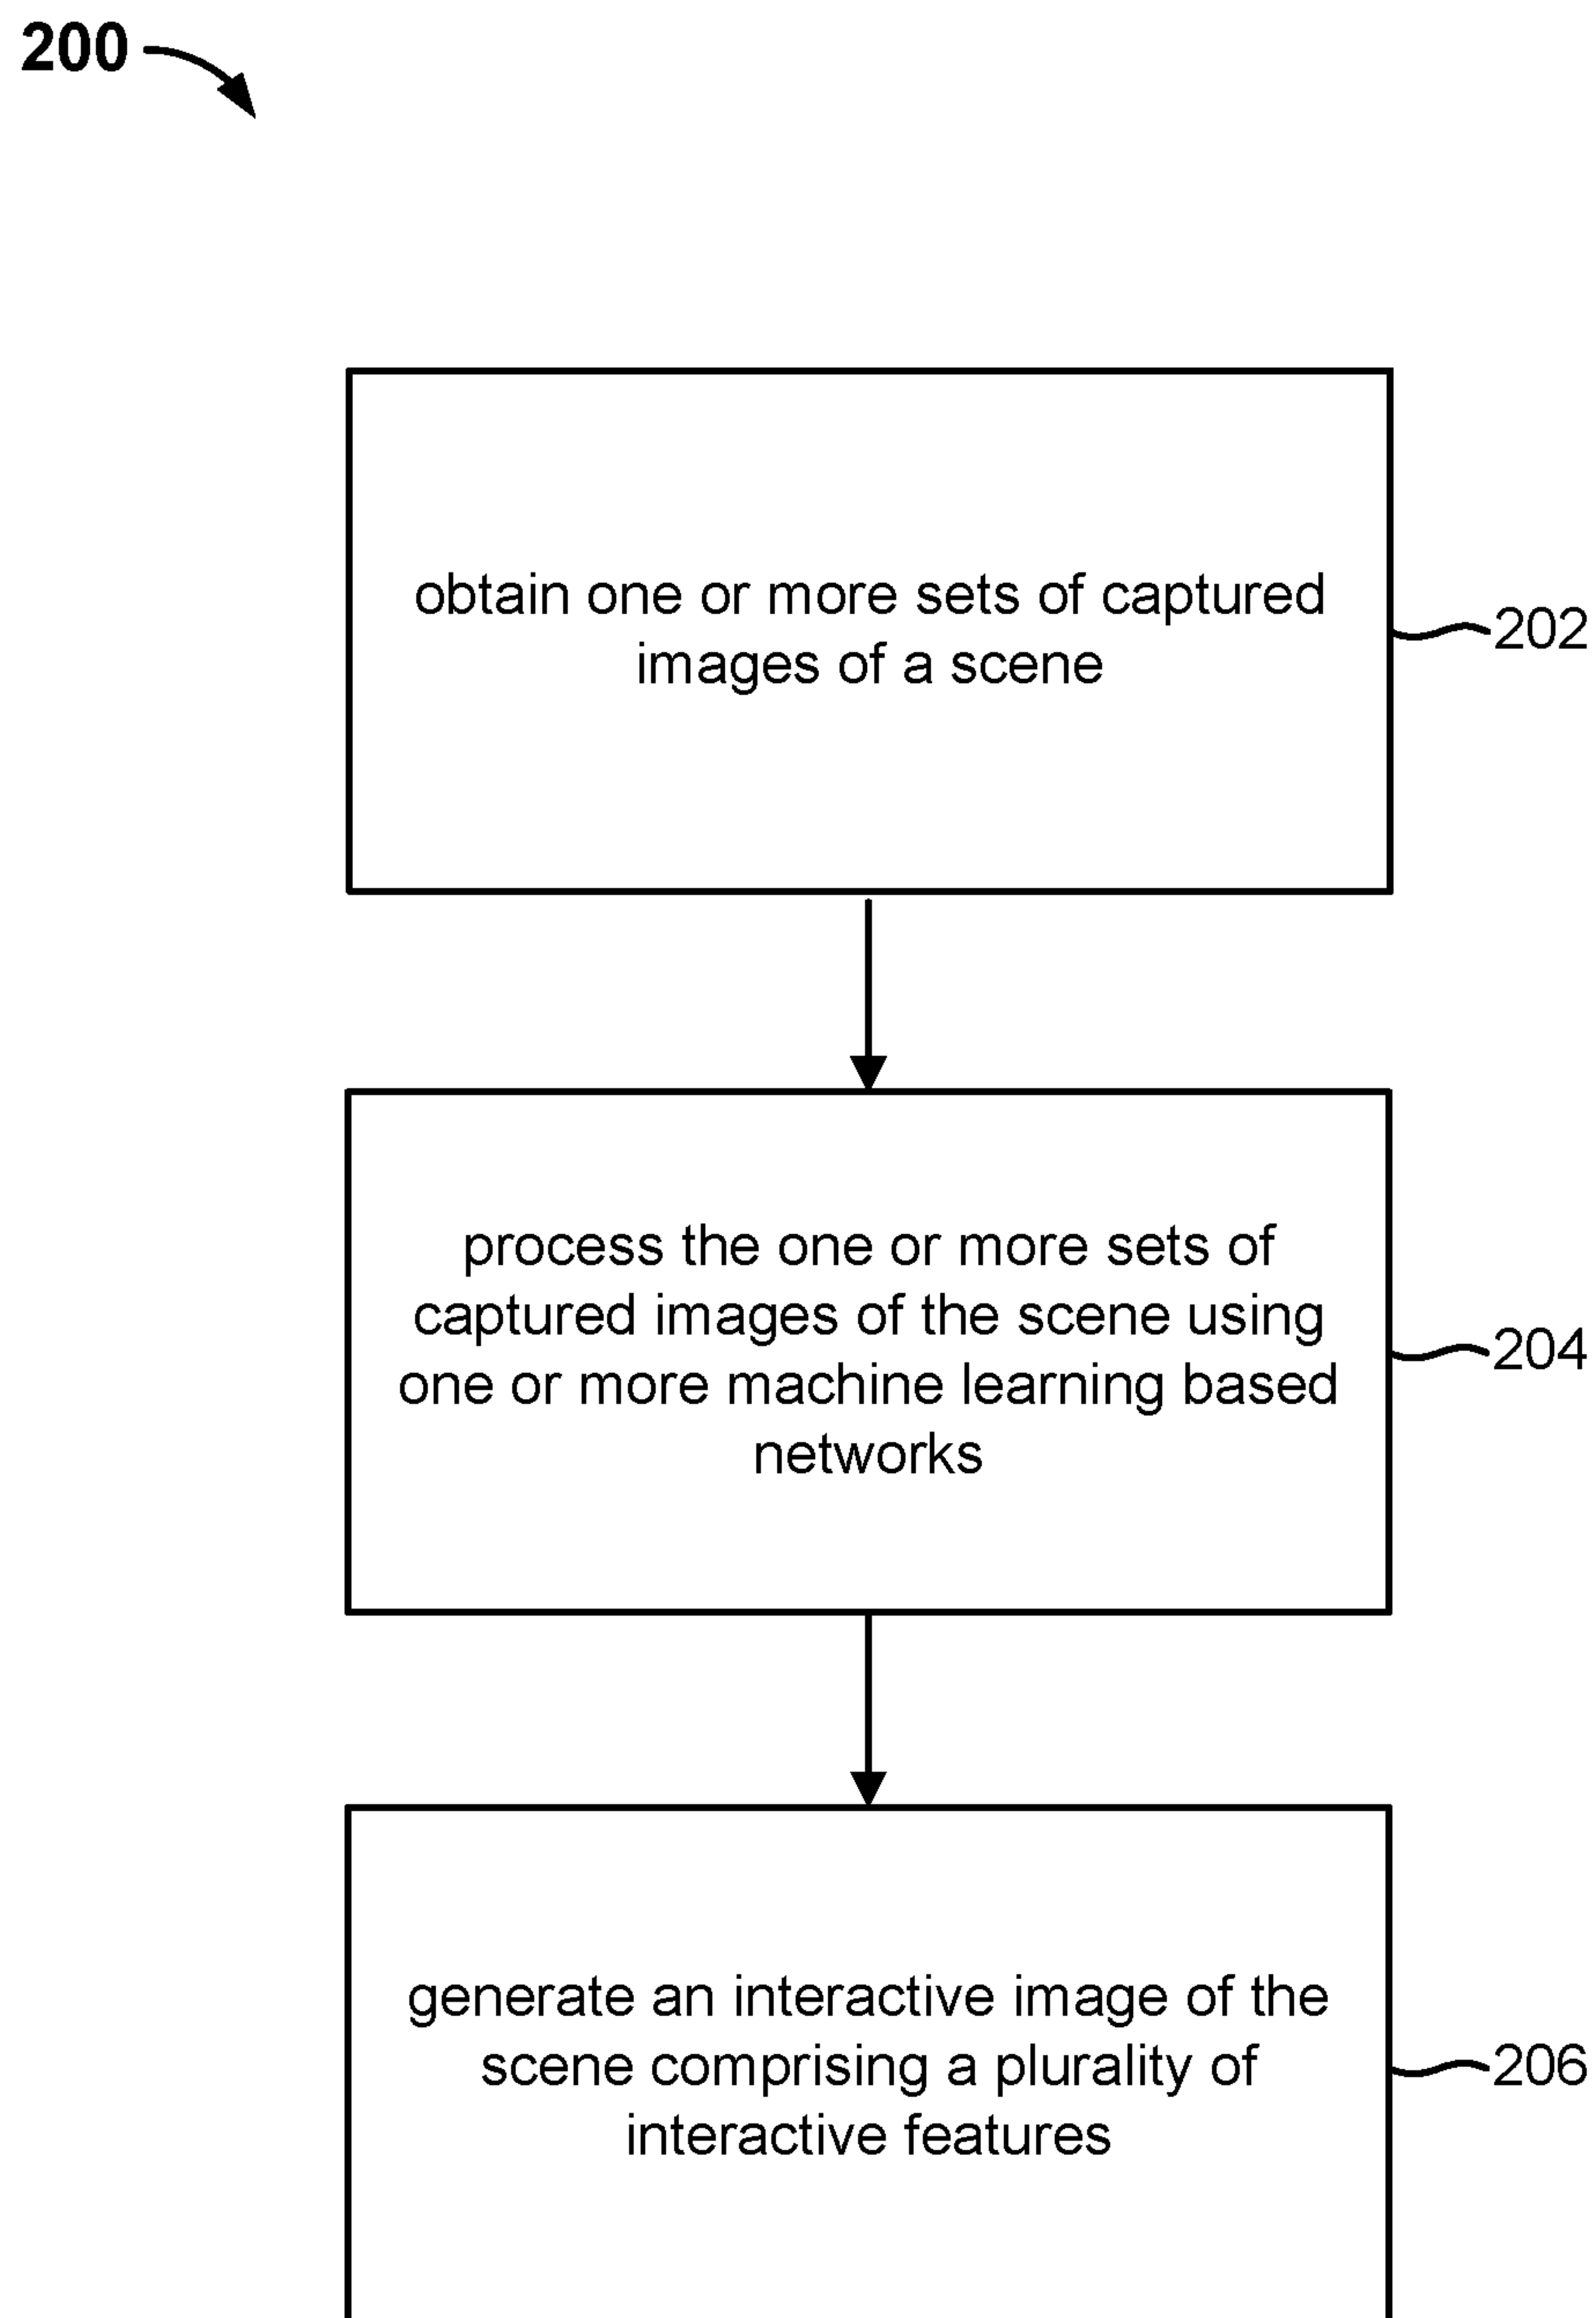 200
obtain one or more sets of captured
images of a scene
202
process the one or more sets of
captured images of the scene using
one or more machine learning based
networks
204
generate an interactive image of the
scene comprising a plurality of
interactive features
206